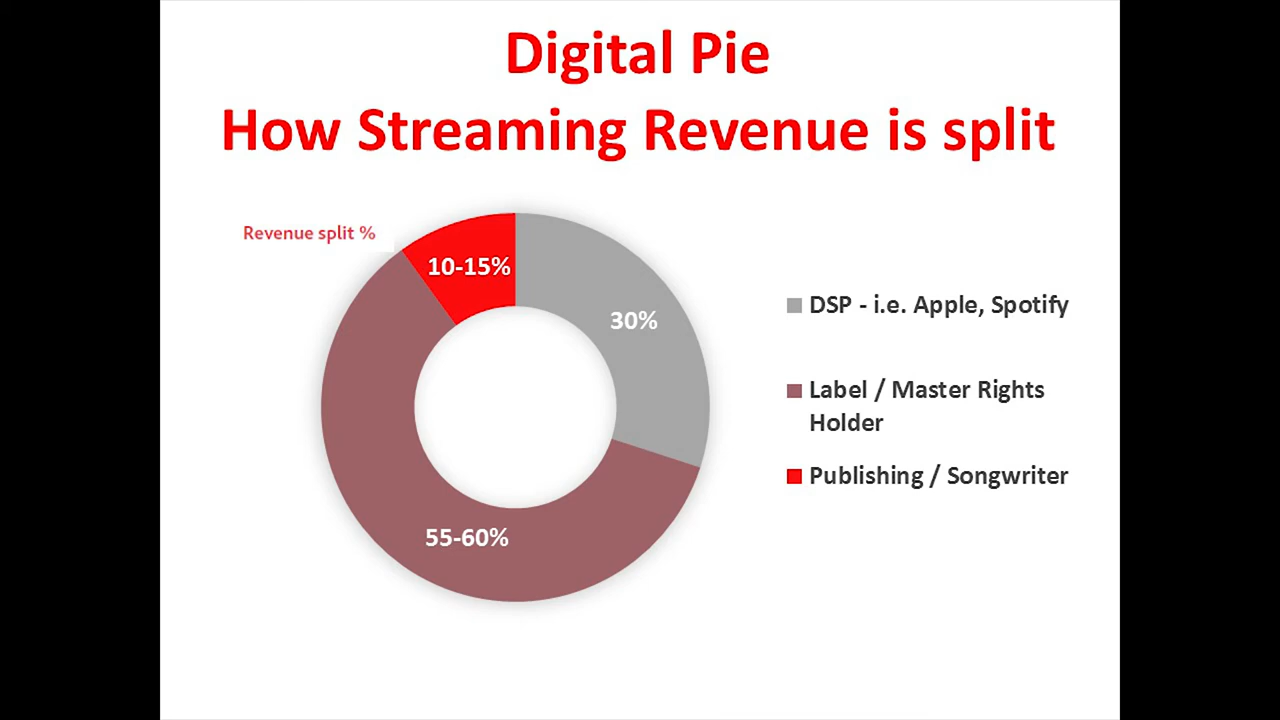 Digital Pie
How Streaming Revenue is split
Revenue split %
10-15%
30%
55-60%
DSP - i.e. Apple, Spotify
Label / Master Rights
Holder
Publishing / Songwriter